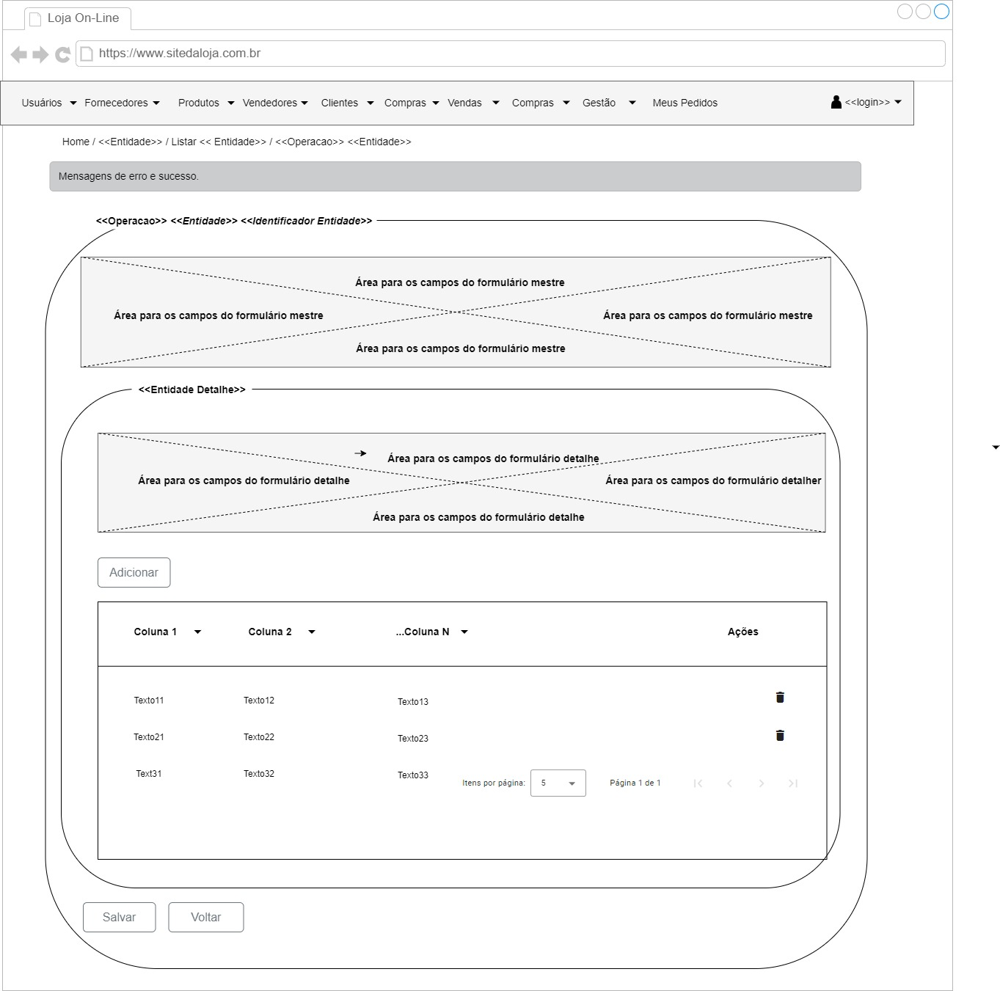 Loja On-Line
https://www.sitedaloja.com.br
Usuários Fornecedores Produtos Vendedores Clientes Compras Vendas Compras Gestão Meus Pedidos <<login>>
Home / <<Entidade>> / Listar << Entidade>> / <<Operacao>> <<Entidade>>
Mensagens de erro e sucesso.
<<Operacao>> <<Entidade>> <<Identificador Entidade>>
Área para os campos do formulário mestre
Área para os campos do formulário mestre Área para os campos do formulário mestre
Área para os campos do formulário mestre
<<Entidade Detalhe>>
Área para os campos do formulário detalhe
Área para os campos do formulário detalhe Área para os campos do formulário detalher
Área para os campos do formulário detalhe
Adicionar
Coluna 1 Coluna 2 ...Coluna N Ações
Texto11 Texto12 Texto13
Texto21 Texto22 Texto23
Text31 Texto32 Texto33 Itens por página: 5 Página 1 de 1
Salvar Voltar